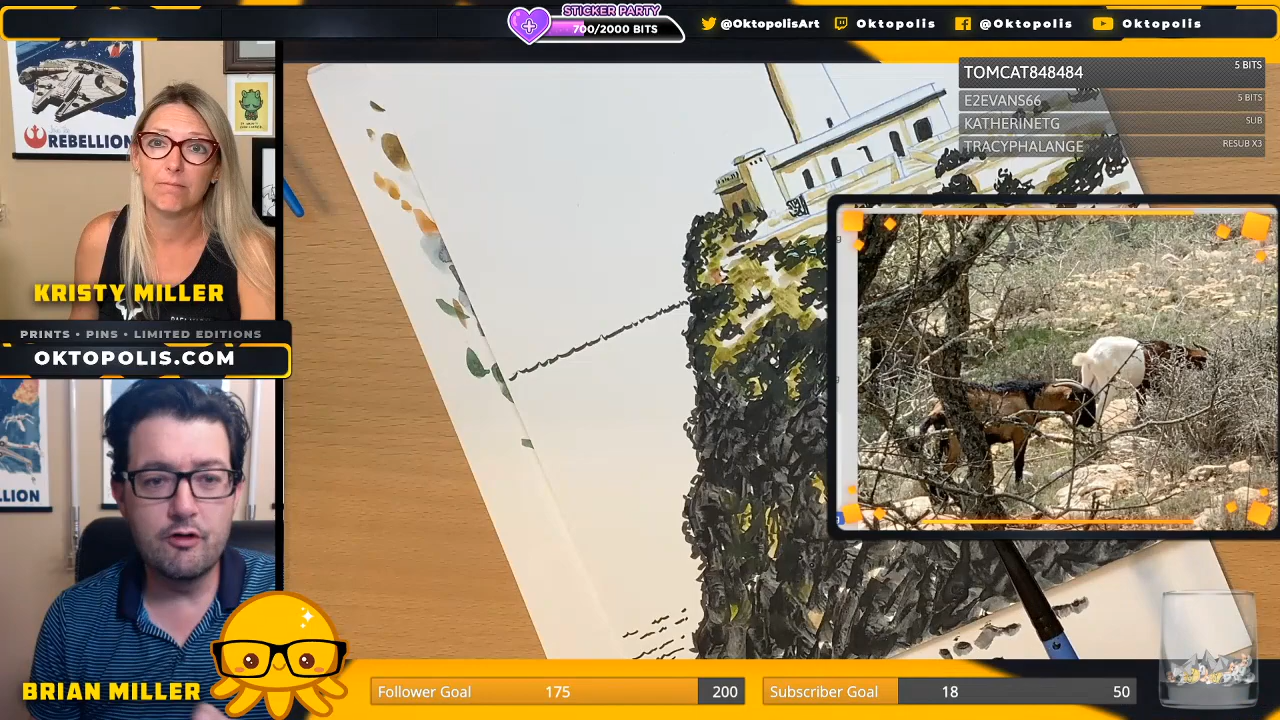 STICKER PARTY
700/2000 BITS
@OktopolisArt
Oktopolis
@Oktopolis
Oktopolis
REBELLION
TOMCAT848484 5 BITS
E2EVANS66 5 BITS
KATHERINETG SUB
TRACYPHALANGE RESUB X3
KRISTY MILLER
PRINTS • PINS • LIMITED EDITIONS
OKTOPOLIS.COM
LLION
BRIAN MILLER
Follower Goal 175 200
Subscriber Goal 18 50